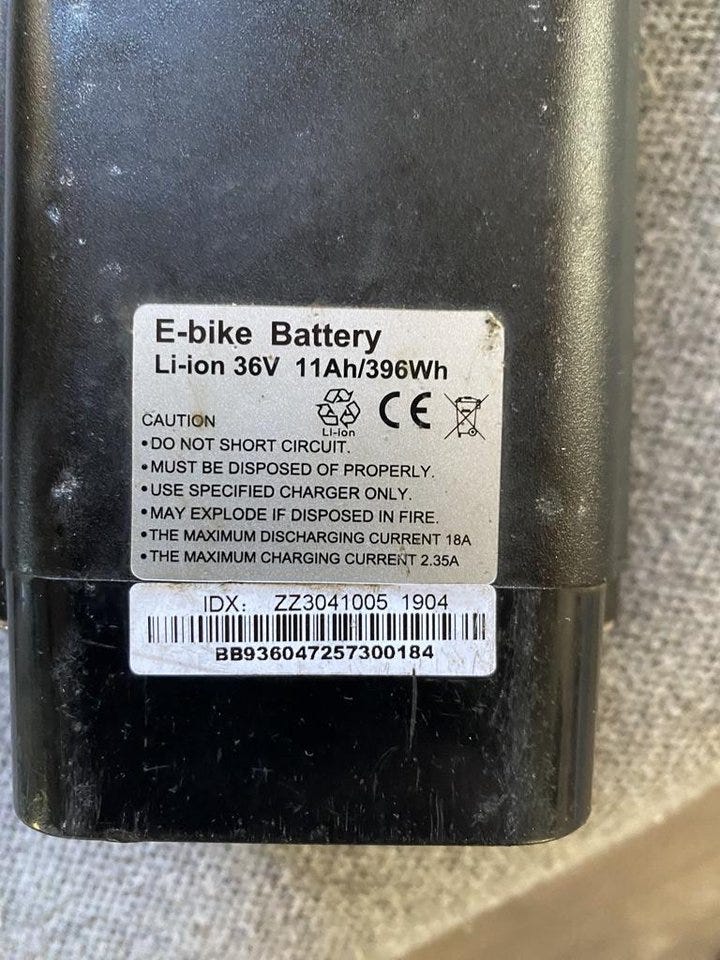 E-bike Battery
Li-ion 36V 11Ah/396Wh
Li-ion
CE
CAUTION
•DO NOT SHORT CIRCUIT.
•MUST BE DISPOSED OF PROPERLY.
•USE SPECIFIED CHARGER ONLY.
•MAY EXPLODE IF DISPOSED IN FIRE.
•THE MAXIMUM DISCHARGING CURRENT 18A
•THE MAXIMUM CHARGING CURRENT 2.35A
IDX: ZZ3041005 1904
BB936047257300184